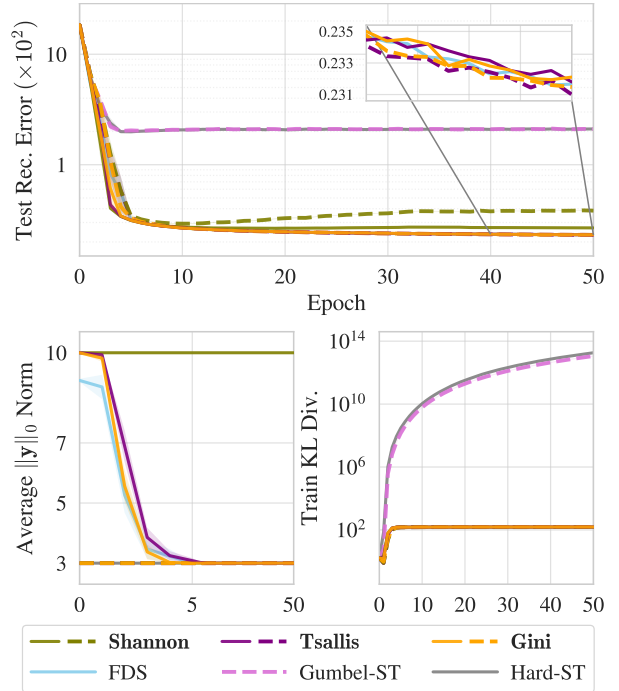 Test Rec. Error (×10²)
10
1
0.235
0.233
0.231
0 10 20 30 40 50
Epoch
Average ||y||₀ Norm
10
7
5
3
0 5 50
Train KL Div.
10¹⁴
10¹⁰
10⁶
10²
0 10 20 30 40 50
Shannon Tsallis Gini
FDS Gumbel-ST Hard-ST